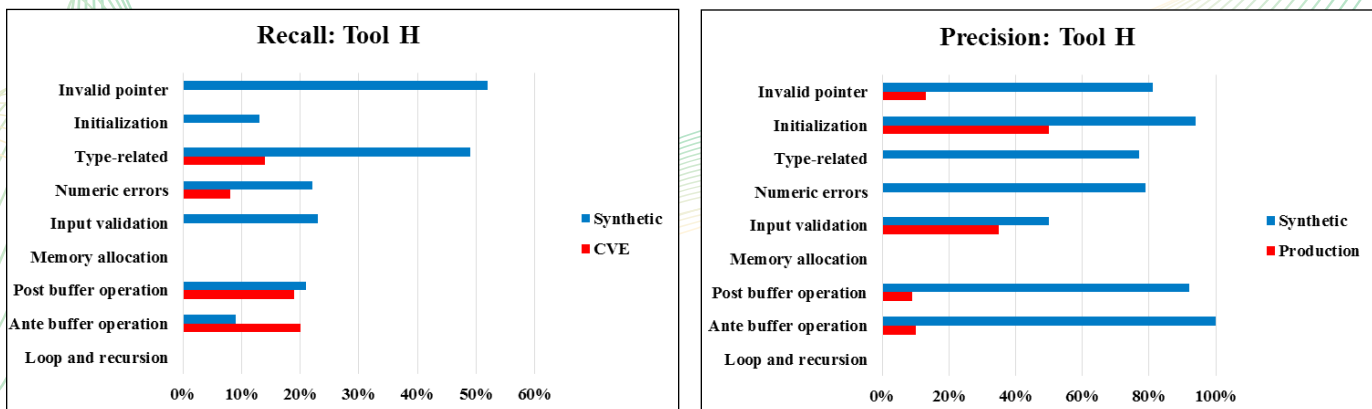 Recall: Tool H
Invalid pointer
Initialization
Type-related
Numeric errors
Input validation
Memory allocation
Post buffer operation
Ante buffer operation
Loop and recursion
0% 10% 20% 30% 40% 50% 60%
Synthetic
CVE
Precision: Tool H
Invalid pointer
Initialization
Type-related
Numeric errors
Input validation
Memory allocation
Post buffer operation
Ante buffer operation
Loop and recursion
0% 20% 40% 60% 80% 100%
Synthetic
Production